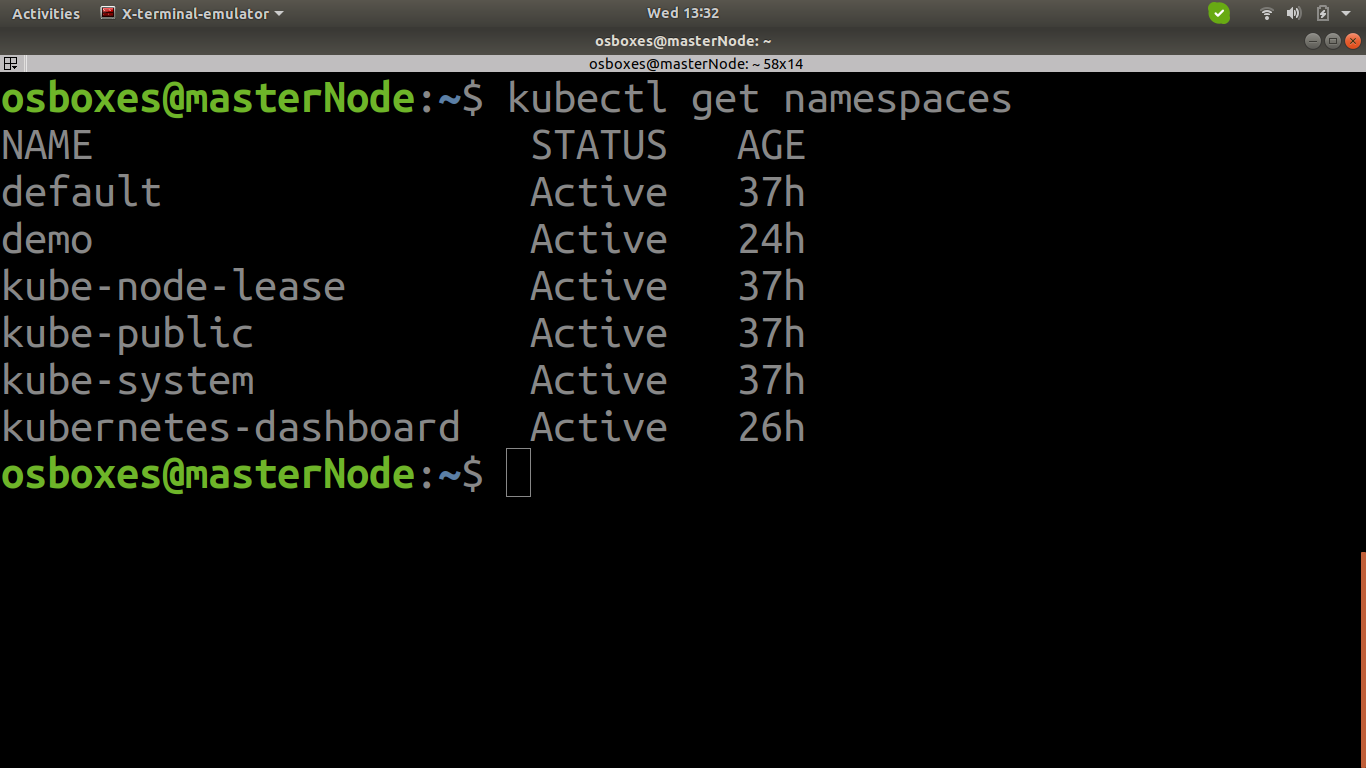 Activities X-terminal-emulator Wed 13:32
osboxes@masterNode: ~
osboxes@masterNode: ~ 58x14
osboxes@masterNode:~$ kubectl get namespaces
NAME STATUS AGE
default Active 37h
demo Active 24h
kube-node-lease Active 37h
kube-public Active 37h
kube-system Active 37h
kubernetes-dashboard Active 26h
osboxes@masterNode:~$